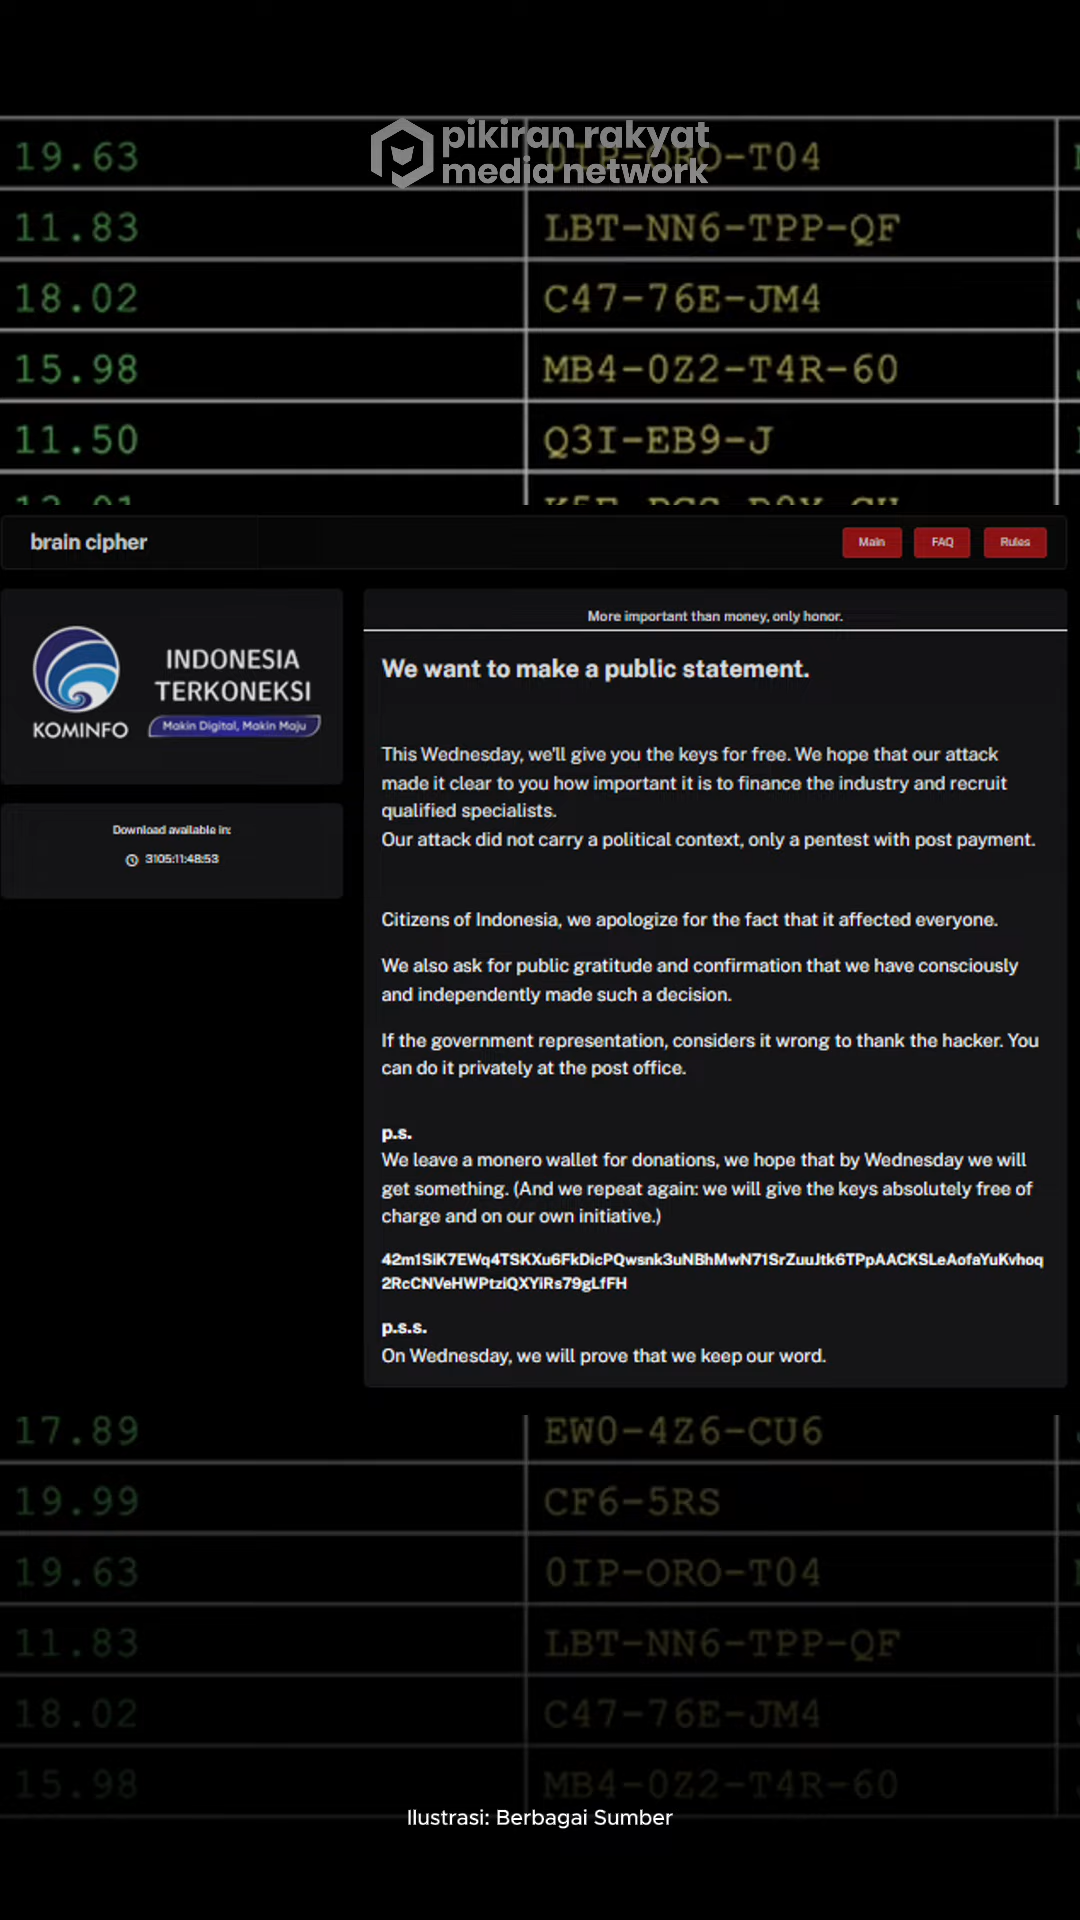 pikiran rakyat
media network
19.63
0IP-ORO-T04
11.83
LBT-NN6-TPP-QF
18.02
C47-76E-JM4
15.98
MB4-0Z2-T4R-60
11.50
Q3I-EB9-J
brain cipher
Main
FAQ
Rules
KOMINFO
INDONESIA
TERKONEKSI
Makin Digital, Makin Maju
Download available in:
3105:11:48:53
More important than money, only honor.
We want to make a public statement.
This Wednesday, we'll give you the keys for free. We hope that our attack
made it clear to you how important it is to finance the industry and recruit
qualified specialists.
Our attack did not carry a political context, only a pentest with post payment.
Citizens of Indonesia, we apologize for the fact that it affected everyone.
We also ask for public gratitude and confirmation that we have consciously
and independently made such a decision.
If the government representation, considers it wrong to thank the hacker. You
can do it privately at the post office.
p.s.
We leave a monero wallet for donations, we hope that by Wednesday we will
get something. (And we repeat again: we will give the keys absolutely free of
charge and on our own initiative.)
42m1SiK7EWq4TSKXu6FkDicPQwsnk3uNBhMwN71SrZuuJtk6TPpAACKSLeAofaYuKvhoq
2RcCNVeHWPtziQXYiRs79gLfFH
p.s.s.
On Wednesday, we will prove that we keep our word.
17.89
EW0-4Z6-CU6
19.99
CF6-5RS
19.63
0IP-ORO-T04
11.83
LBT-NN6-TPP-QF
18.02
C47-76E-JM4
15.98
MB4-0Z2-T4R-60
Ilustrasi: Berbagai Sumber